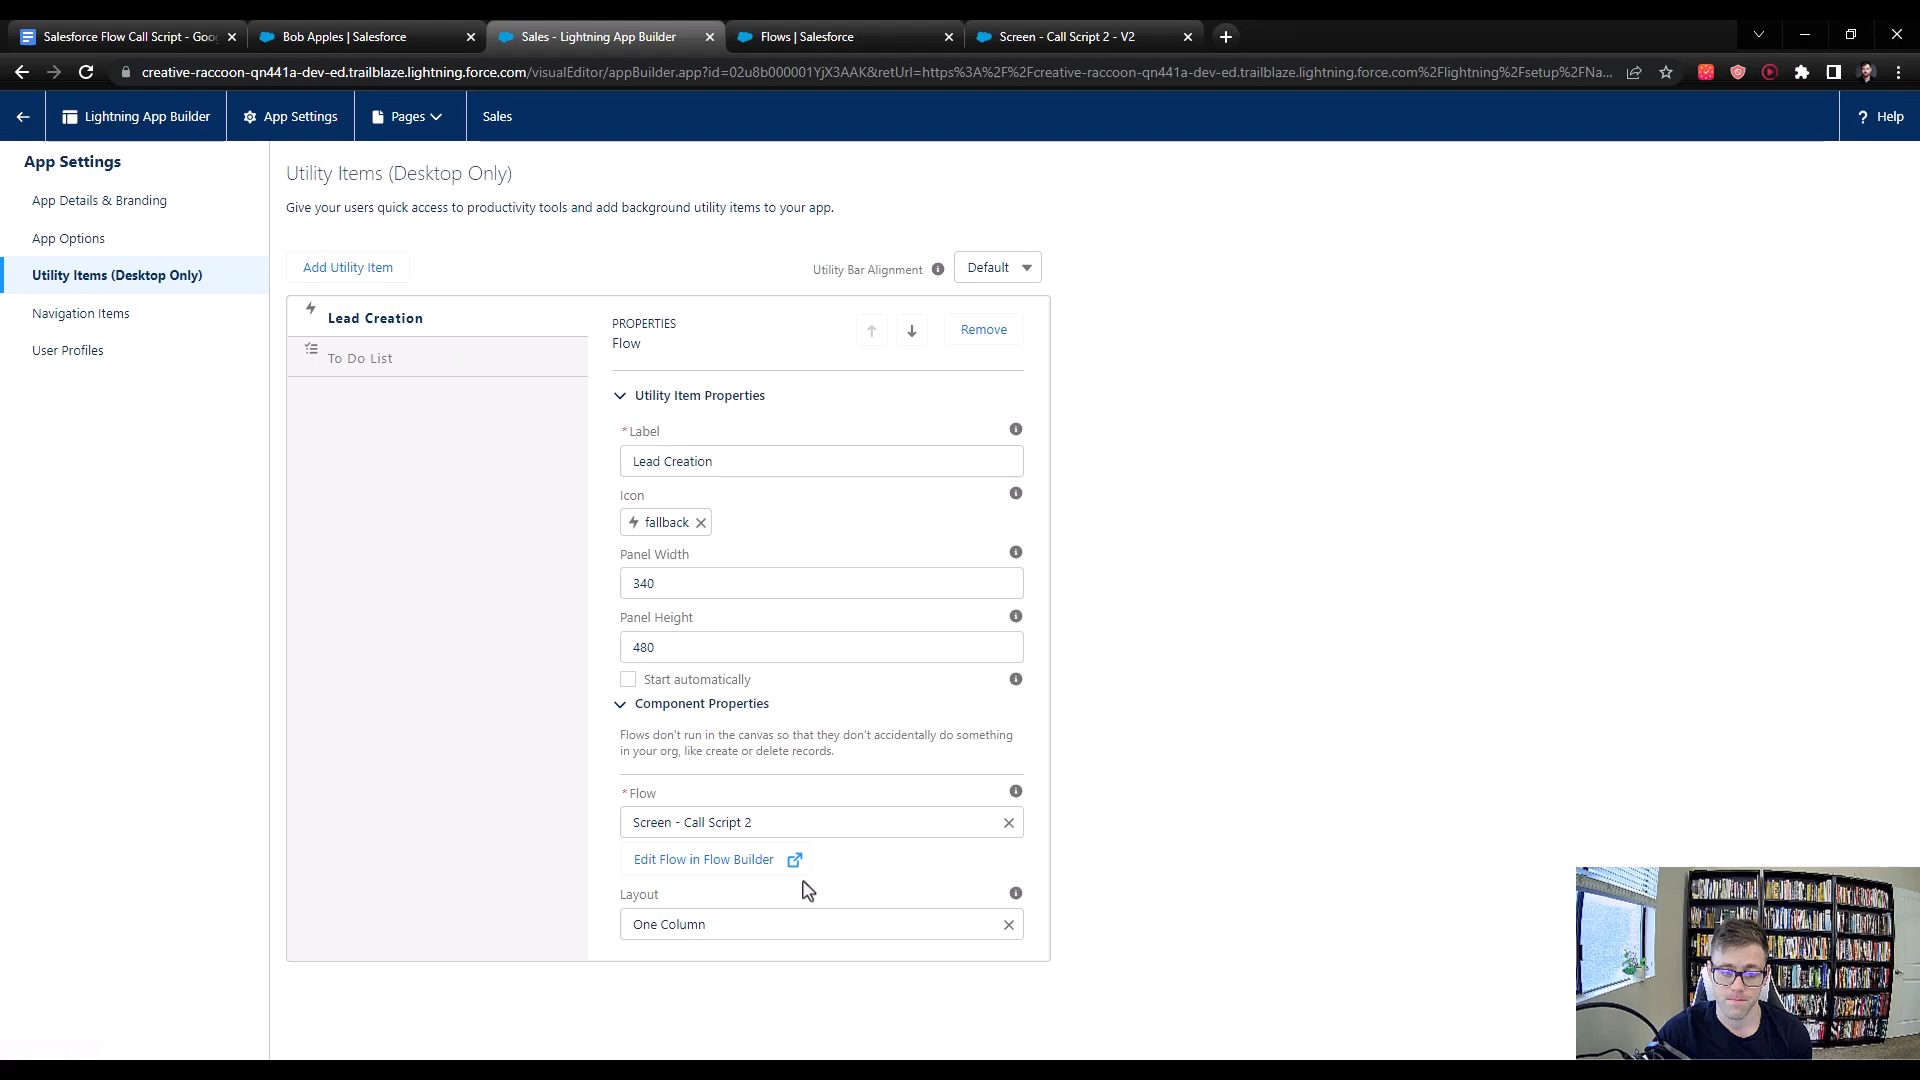 Salesforce Flow Call Script - Goo
Bob Apples | Salesforce
Sales - Lightning App Builder
Flows | Salesforce
Screen - Call Script 2 - V2
creative-raccoon-qn441a-dev-ed.trailblaze.lightning.force.com/visualEditor/appBuilder.app?id=02u8b000001YjX3AAK&retUrl=https%3A%2F%2Fcreative-raccoon-qn441a-dev-ed.trailblaze.lightning.force.com%2Flightning%2Fsetup%2FNa...
Lightning App Builder
App Settings
Pages
Sales
? Help
App Settings
App Details & Branding
App Options
Utility Items (Desktop Only)
Navigation Items
User Profiles
Utility Items (Desktop Only)
Give your users quick access to productivity tools and add background utility items to your app.
Add Utility Item
Utility Bar Alignment
Default
Lead Creation
To Do List
PROPERTIES
Flow
Remove
Utility Item Properties
* Label
Lead Creation
Icon
fallback
Panel Width
340
Panel Height
480
Start automatically
Component Properties
Flows don't run in the canvas so that they don't accidentally do something
in your org, like create or delete records.
* Flow
Screen - Call Script 2
Edit Flow in Flow Builder
Layout
One Column